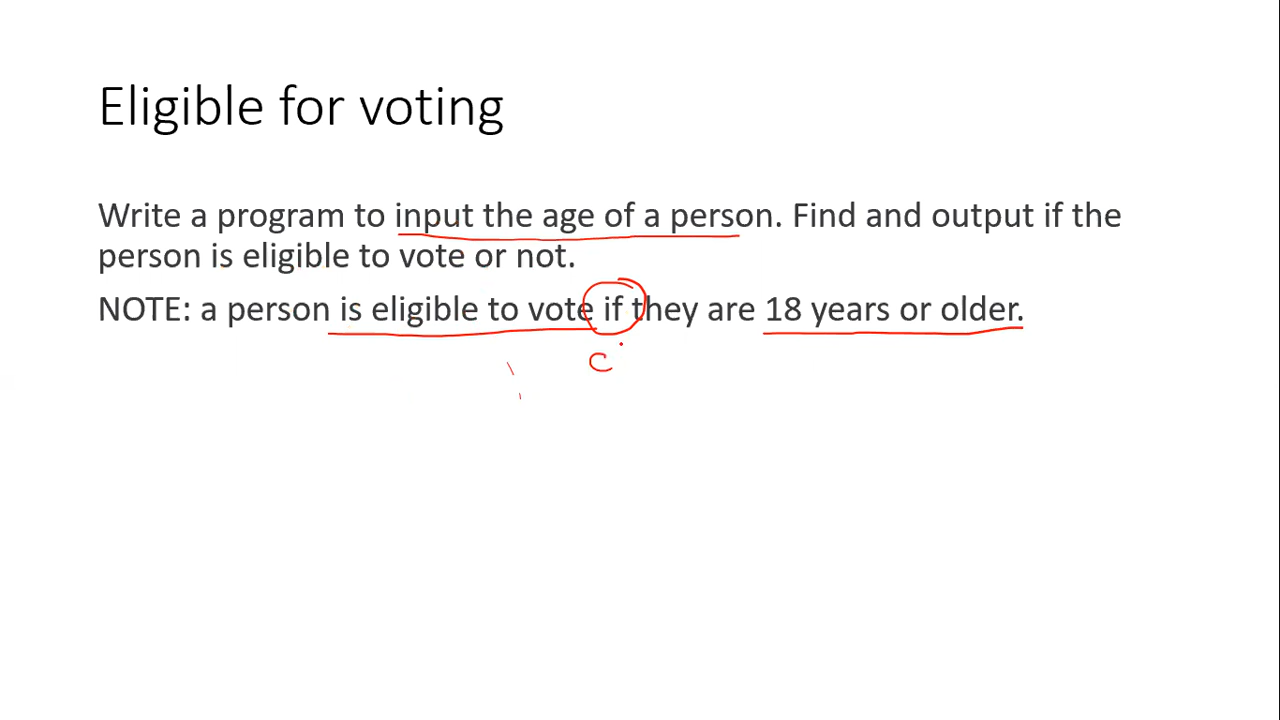 Eligible for voting
Write a program to input the age of a person. Find and output if the
person is eligible to vote or not.
NOTE: a person is eligible to vote if they are 18 years or older.
C